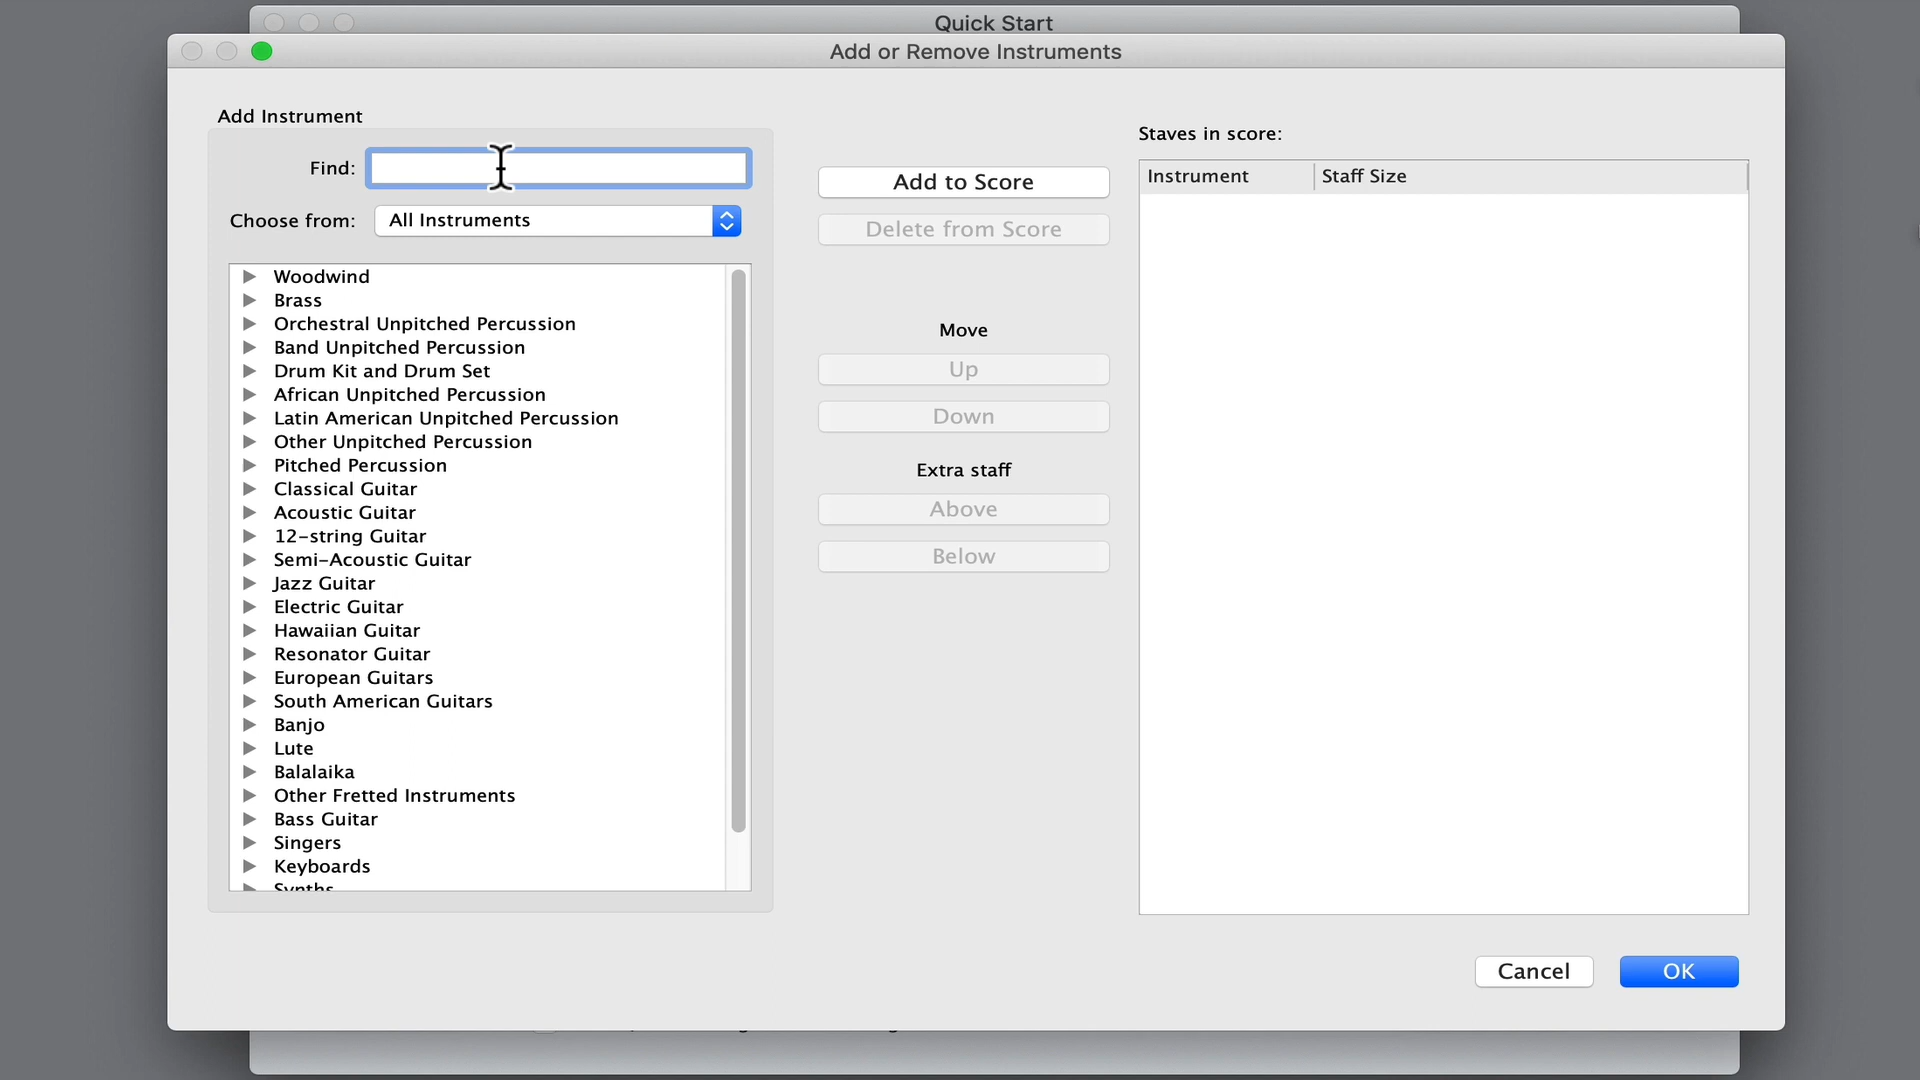 Quick Start
Add or Remove Instruments
Add Instrument
Find:
Choose from: All Instruments
Woodwind
Brass
Orchestral Unpitched Percussion
Band Unpitched Percussion
Drum Kit and Drum Set
African Unpitched Percussion
Latin American Unpitched Percussion
Other Unpitched Percussion
Pitched Percussion
Classical Guitar
Acoustic Guitar
12-string Guitar
Semi-Acoustic Guitar
Jazz Guitar
Electric Guitar
Hawaiian Guitar
Resonator Guitar
European Guitars
South American Guitars
Banjo
Lute
Balalaika
Other Fretted Instruments
Bass Guitar
Singers
Keyboards
Synths
Add to Score
Delete from Score
Move
Up
Down
Extra staff
Above
Below
Staves in score:
Instrument Staff Size
Cancel OK